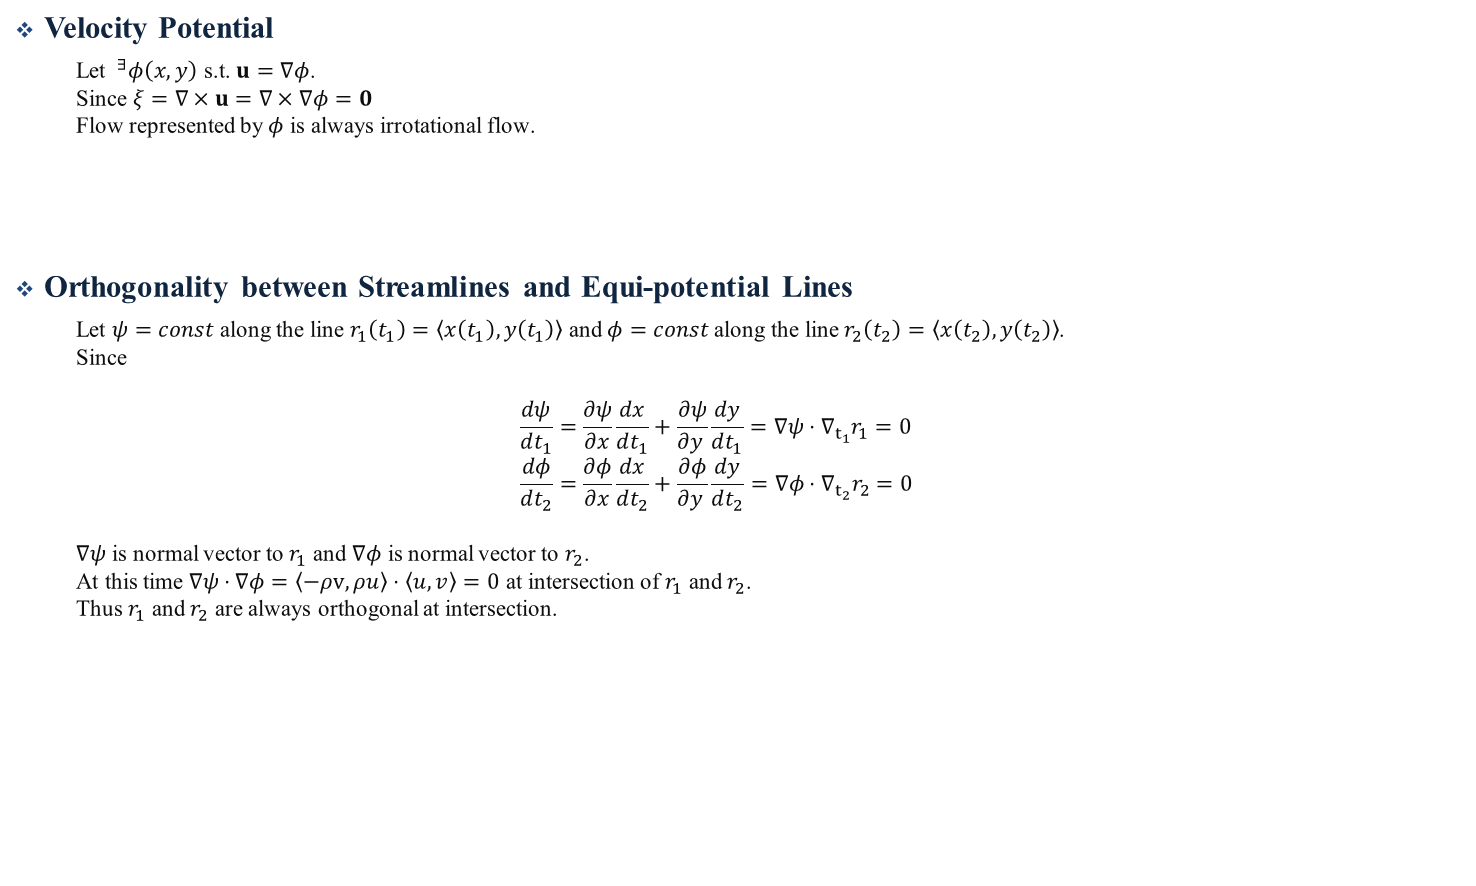 ❖ Velocity Potential
Let ∃ϕ(x, y) s.t. u = ∇ϕ.
Since ξ = ∇ × u = ∇ × ∇ϕ = 0
Flow represented by ϕ is always irrotational flow.
❖ Orthogonality between Streamlines and Equi-potential Lines
Let ψ = const along the line r₁(t₁) = ⟨x(t₁), y(t₁)⟩ and ϕ = const along the line r₂(t₂) = ⟨x(t₂), y(t₂)⟩.
Since
dψ/dt₁ = ∂ψ/∂x dx/dt₁ + ∂ψ/∂y dy/dt₁ = ∇ψ · ∇_t₁ r₁ = 0
dϕ/dt₂ = ∂ϕ/∂x dx/dt₂ + ∂ϕ/∂y dy/dt₂ = ∇ϕ · ∇_t₂ r₂ = 0
∇ψ is normal vector to r₁ and ∇ϕ is normal vector to r₂.
At this time ∇ψ · ∇ϕ = ⟨−ρv, ρu⟩ · ⟨u, v⟩ = 0 at intersection of r₁ and r₂.
Thus r₁ and r₂ are always orthogonal at intersection.